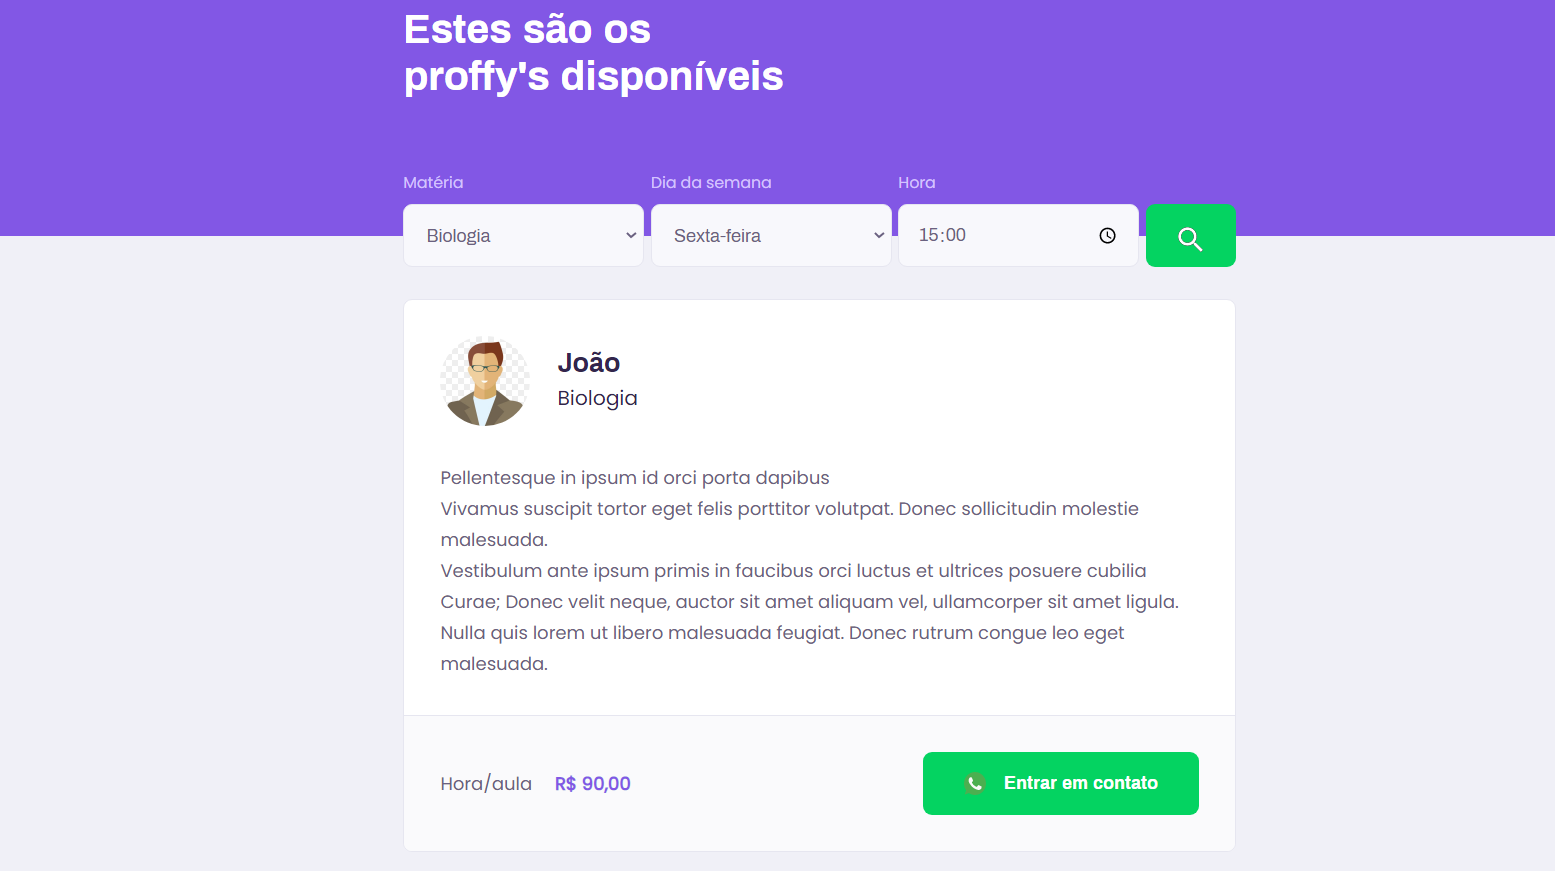 Estes são os
proffy's disponíveis
Matéria Dia da semana Hora
Biologia Sexta-feira 15:00
João
Biologia
Pellentesque in ipsum id orci porta dapibus
Vivamus suscipit tortor eget felis porttitor volutpat. Donec sollicitudin molestie
malesuada.
Vestibulum ante ipsum primis in faucibus orci luctus et ultrices posuere cubilia
Curae; Donec velit neque, auctor sit amet aliquam vel, ullamcorper sit amet ligula.
Nulla quis lorem ut libero malesuada feugiat. Donec rutrum congue leo eget
malesuada.
Hora/aula R$ 90,00 Entrar em contato